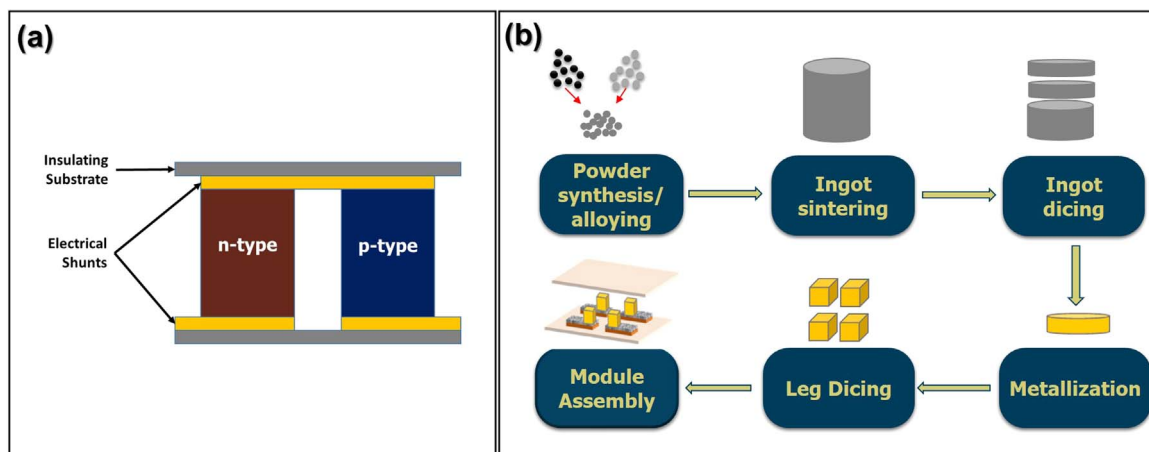 (a)
Insulating
Substrate
Electrical
Shunts
n-type
p-type
(b)
Powder
synthesis/
alloying
Ingot
sintering
Ingot
dicing
Module
Assembly
Leg Dicing
Metallization